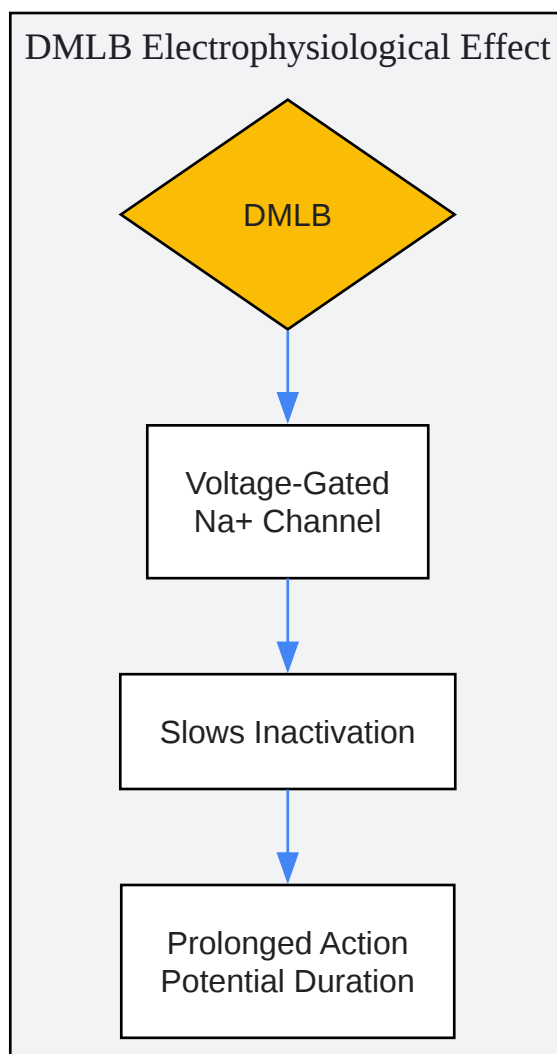 DMLB Electrophysiological Effect
DMLB
Voltage-Gated
Na+ Channel
Slows Inactivation
Prolonged Action
Potential Duration